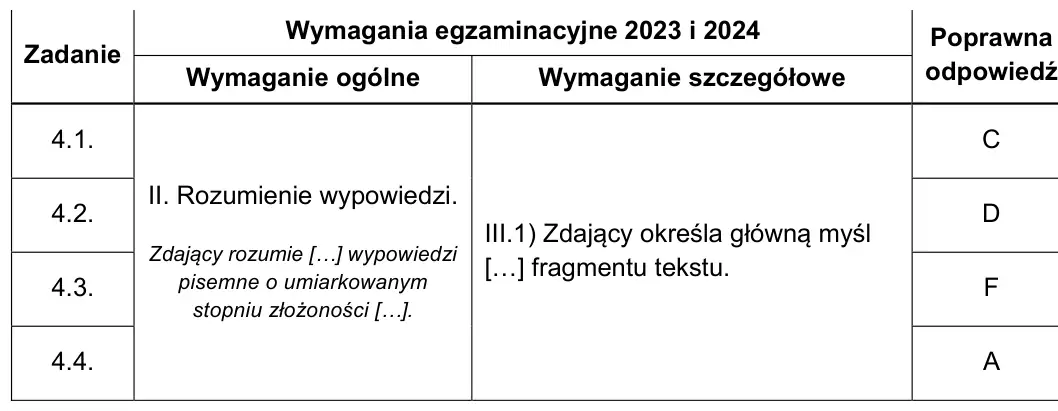 Zadanie
Wymagania egzaminacyjne 2023 i 2024
Poprawna
odpowiedź
Wymaganie ogólne
Wymaganie szczegółowe
4.1.
C
4.2.
D
4.3.
F
4.4.
A
II. Rozumienie wypowiedzi.
Zdający rozumie […] wypowiedzi
pisemne o umiarkowanym
stopniu złożoności […].
III.1) Zdający określa główną myśl
[…] fragmentu tekstu.